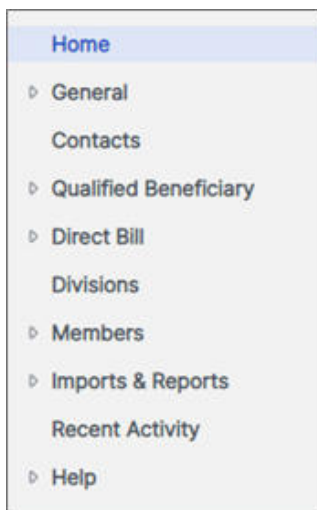 Home
General
Contacts
Qualified Beneficiary
Direct Bill
Divisions
Members
Imports & Reports
Recent Activity
Help